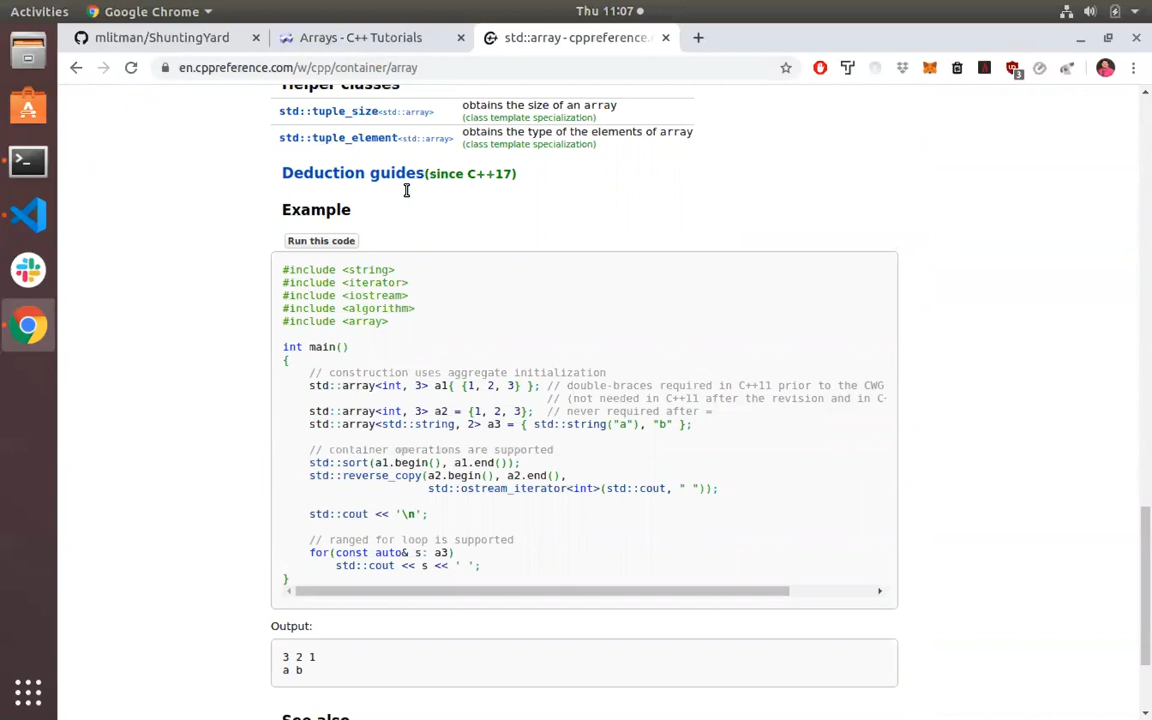 Activities
Google Chrome
Thu 11:07
mlitman/ShuntingYard
Arrays - C++ Tutorials
std::array - cppreference.
en.cppreference.com/w/cpp/container/array
3
Helper classes
std::tuple_size<std::array>
obtains the size of an array
(class template specialization)
std::tuple_element<std::array>
obtains the type of the elements of array
(class template specialization)
Deduction guides(since C++17)
Example
Run this code
#include <string>
#include <iterator>
#include <iostream>
#include <algorithm>
#include <array>
int main()
{
    // construction uses aggregate initialization
    std::array<int, 3> a1{ {1, 2, 3} }; // double-braces required in C++11 prior to the CWG
                                        // (not needed in C++11 after the revision and in C-
    std::array<int, 3> a2 = {1, 2, 3};  // never required after =
    std::array<std::string, 2> a3 = { std::string("a"), "b" };
    // container operations are supported
    std::sort(a1.begin(), a1.end());
    std::reverse_copy(a2.begin(), a2.end(),
                      std::ostream_iterator<int>(std::cout, " "));
    std::cout << '\n';
    // ranged for loop is supported
    for(const auto& s: a3)
        std::cout << s << ' ';
}
Output:
3 2 1
a b
See also